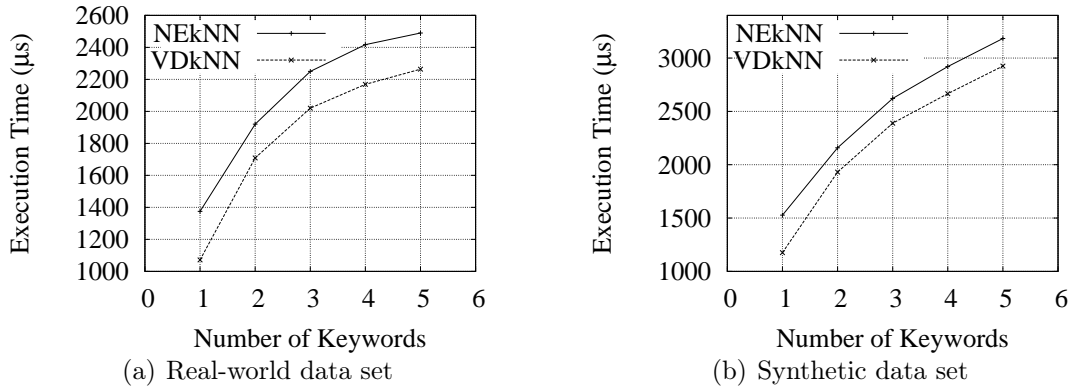 2600
2400
2200
2000
1800
1600
1400
1200
1000
Execution Time (μs)
NEkNN
VDkNN
0 1 2 3 4 5 6
Number of Keywords
(a) Real-world data set
3000
2500
2000
1500
1000
Execution Time (μs)
NEkNN
VDkNN
0 1 2 3 4 5 6
Number of Keywords
(b) Synthetic data set